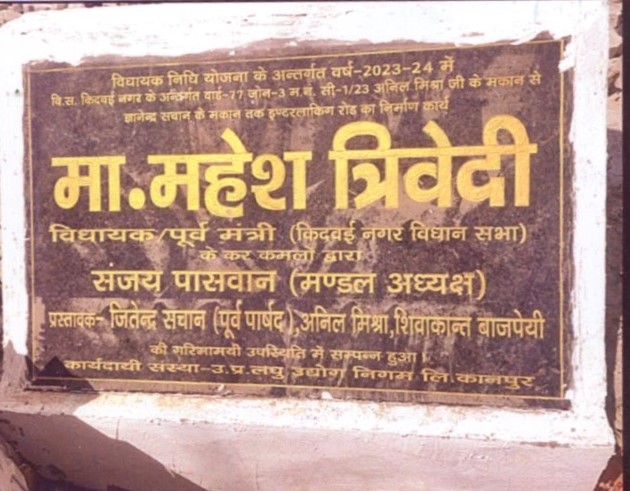 विधायक निधि योजना के अन्तर्गत वर्ष-2023-24 में
वि.स. किदवई नगर के अन्तर्गत वार्ड-77 जोन-3 म.नं. सी-1/23 अनिल मिश्रा जी के मकान से
ज्ञानेन्द्र सचान के मकान तक इण्टरलाकिंग रोड का निर्माण कार्य
मा.महेश त्रिवेदी
विधायक/पूर्व मंत्री (किदवई नगर विधान सभा)
के कर कमलों द्वारा
संजय पासवान (मण्डल अध्यक्ष)
प्रस्तावक- जितेन्द्र सचान (पूर्व पार्षद),अनिल मिश्रा,शिवाकान्त बाजपेयी
की गरिमामयी उपस्थिति में सम्पन्न हुआ।
कार्यदायी संस्था-उ.प्र.लघु उद्योग निगम लि.कानपुर